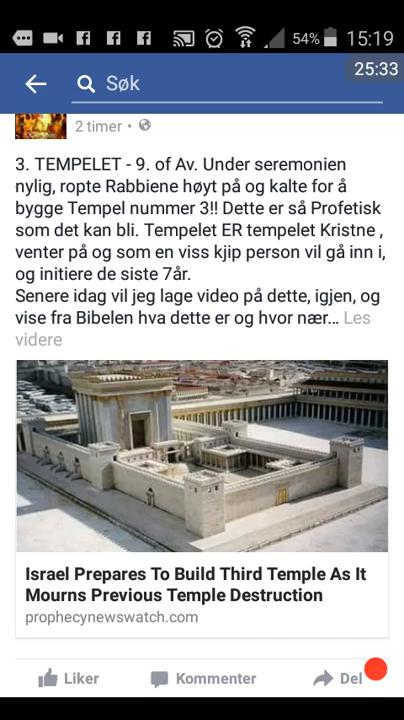 54% 15:19
25:33
Søk
2 timer
3. TEMPELET - 9. of Av. Under seremonien
nylig, ropte Rabbiene høyt på og kalte for å
bygge Tempel nummer 3!! Dette er så Profetisk
som det kan bli. Tempelet ER tempelet Kristne ,
venter på og som en viss kjip person vil gå inn i,
og initiere de siste 7år.
Senere idag vil jeg lage video på dette, igjen, og
vise fra Bibelen hva dette er og hvor nær... Les
videre
Israel Prepares To Build Third Temple As It
Mourns Previous Temple Destruction
prophecynewswatch.com
Liker Kommenter Del